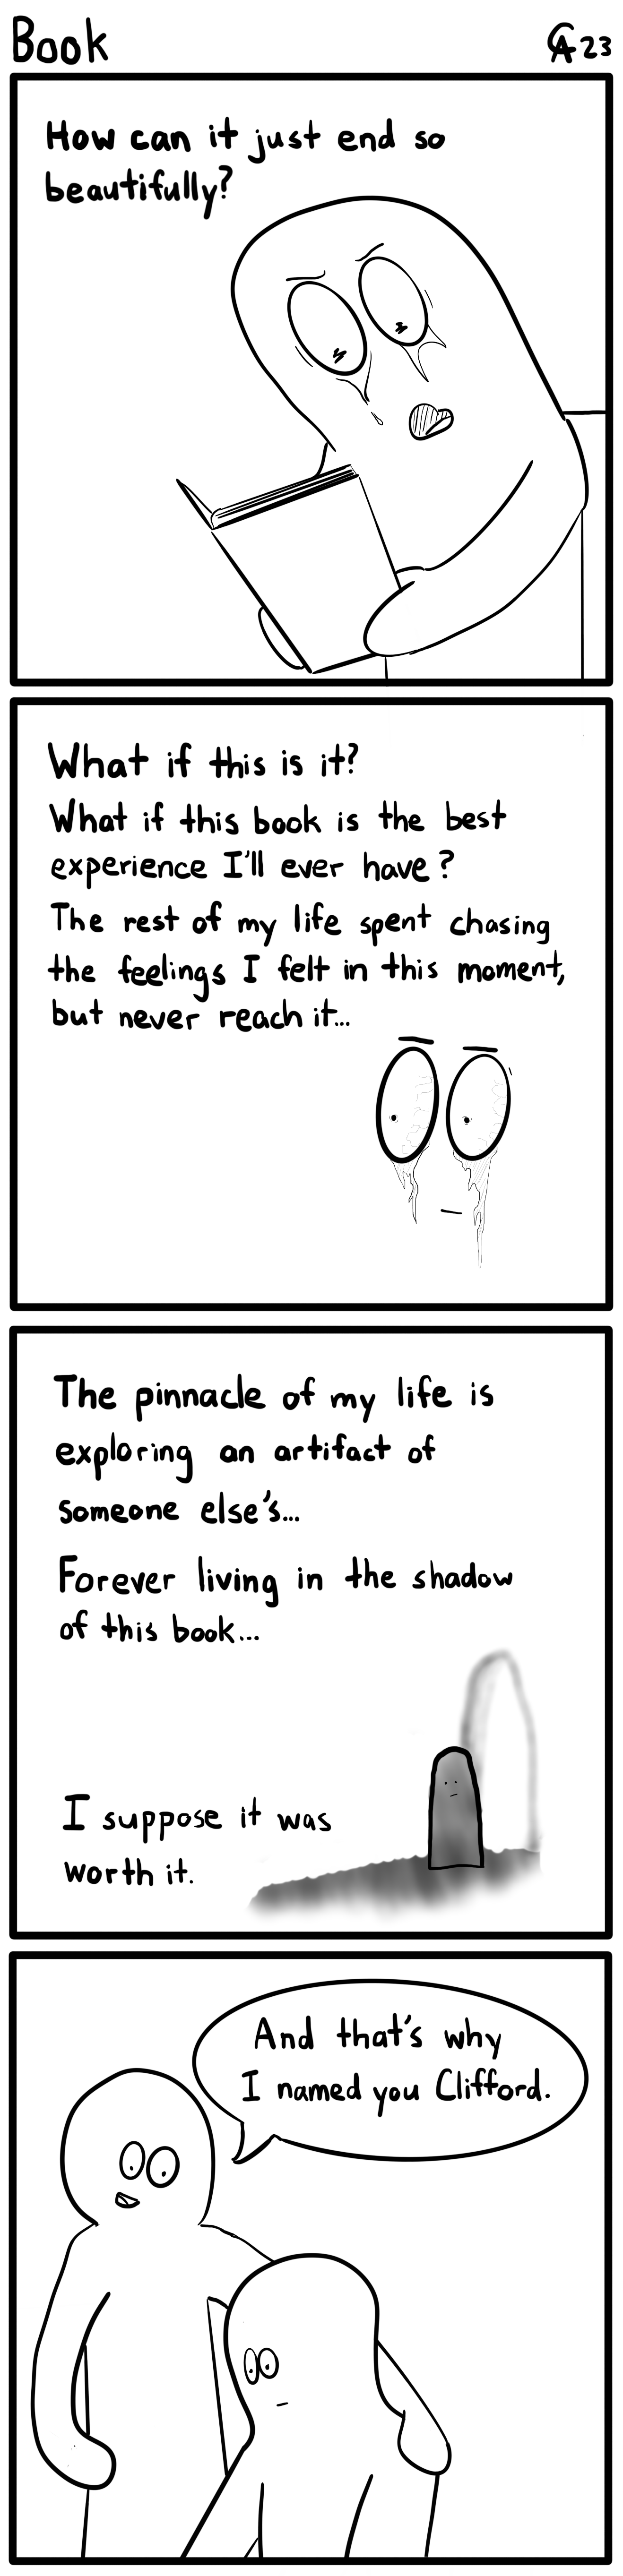 Book
CA 23
How can it just end so
beautifully?
What if this is it?
What if this book is the best
experience I'll ever have?
The rest of my life spent chasing
the feelings I felt in this moment,
but never reach it...
The pinnacle of my life is
exploring an artifact of
someone else's...
Forever living in the shadow
of this book...
I suppose it was
worth it.
And that's why
I named you Clifford.